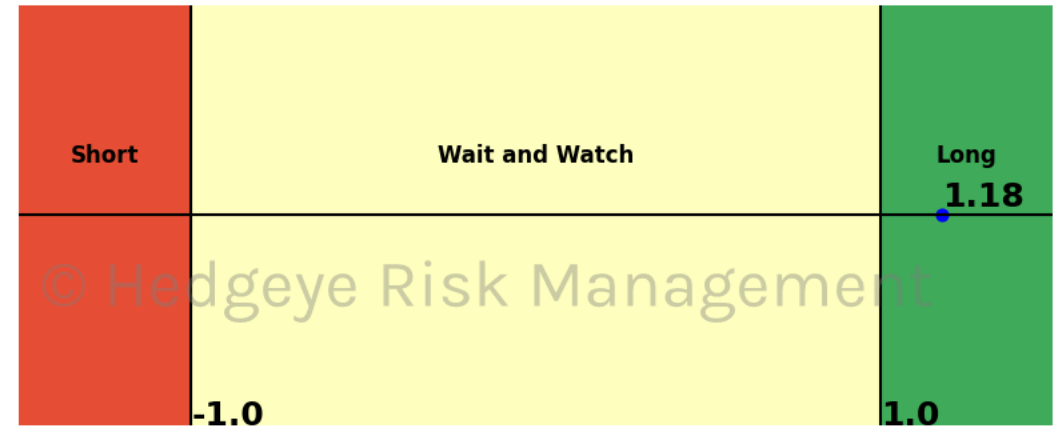 Short
Wait and Watch
Long
1.18
© Hedgeye Risk Management
-1.0
1.0